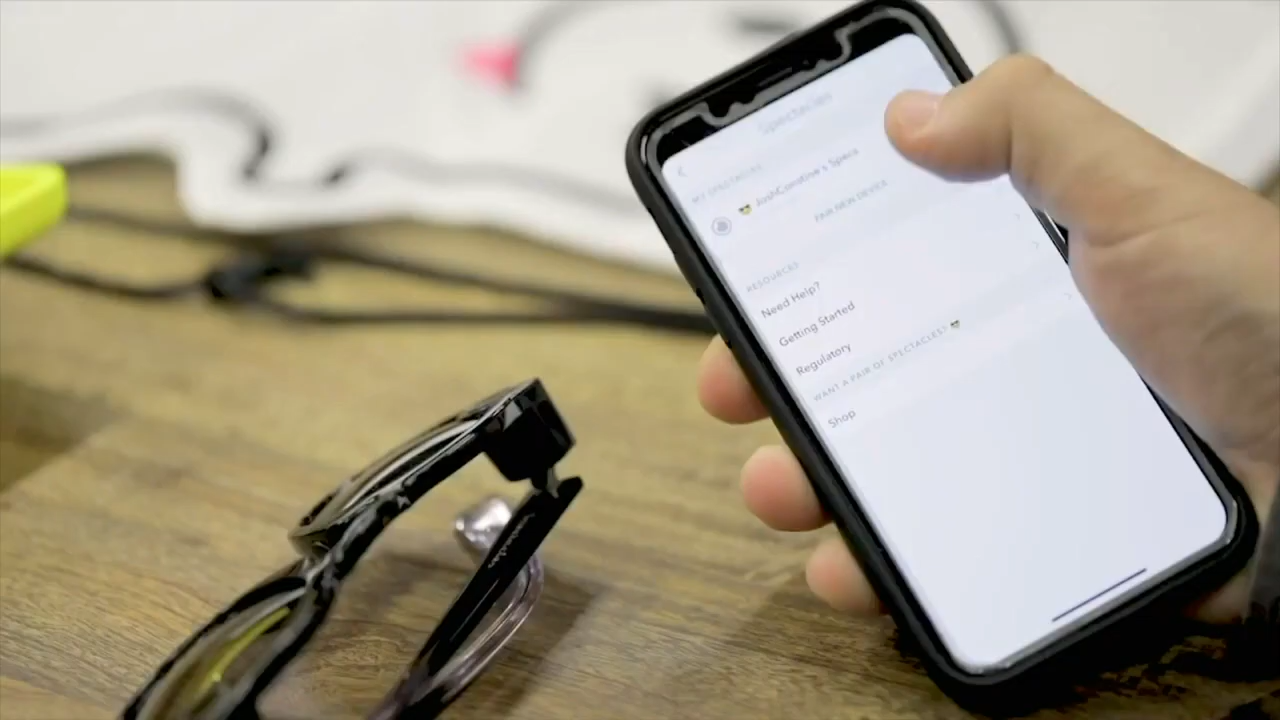 Spectacles
MY SPECTACLES
😎 JoshConstine's Specs
PAIR NEW DEVICE
RESOURCES
Need Help?
Getting Started
Regulatory
WANT A PAIR OF SPECTACLES? 😎
Shop